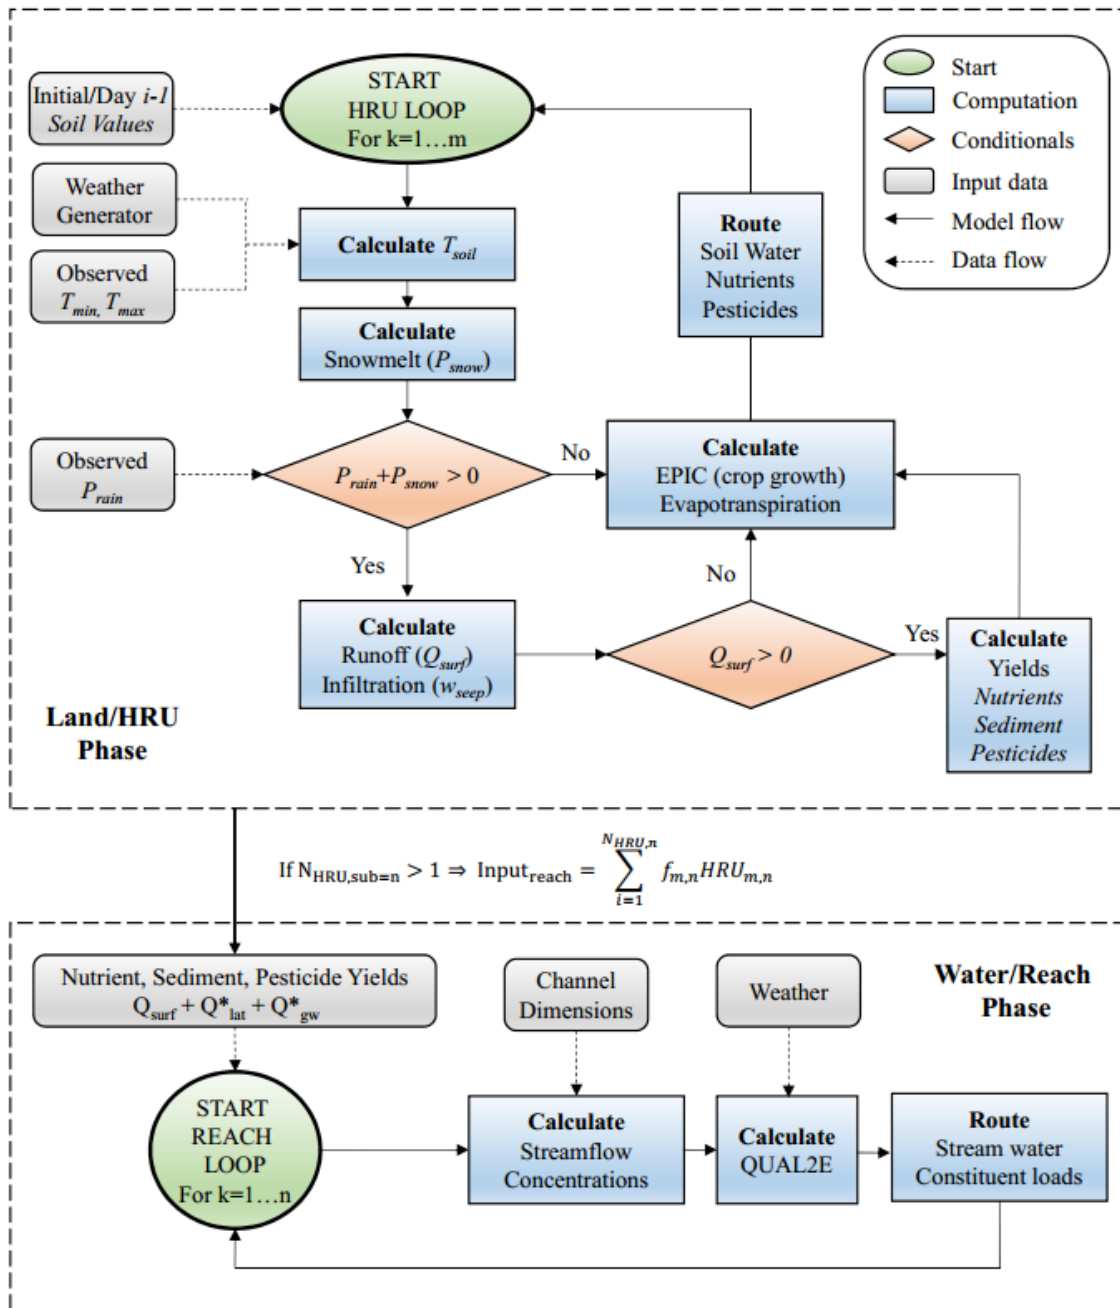 Initial/Day i-1
Soil Values
START
HRU LOOP
For k=1…m
Start
Computation
Conditionals
Input data
Model flow
Data flow
Weather
Generator
Observed
T_min, T_max
Calculate T_soil
Calculate
Snowmelt (P_snow)
Route
Soil Water
Nutrients
Pesticides
Observed
P_rain
P_rain+P_snow > 0
No
Calculate
EPIC (crop growth)
Evapotranspiration
Yes
No
Calculate
Runoff (Q_surf)
Infiltration (w_seep)
Q_surf > 0
Yes
Calculate
Yields
Nutrients
Sediment
Pesticides
Land/HRU
Phase
If N_HRU,sub=n > 1 ⇒ Input_reach = ∑_{i=1}^{N_HRU,n} f_m,n HRU_m,n
Nutrient, Sediment, Pesticide Yields
Q_surf + Q*_lat + Q*_gw
Channel
Dimensions
Weather
Water/Reach
Phase
START
REACH
LOOP
For k=1…n
Calculate
Streamflow
Concentrations
Calculate
QUAL2E
Route
Stream water
Constituent loads